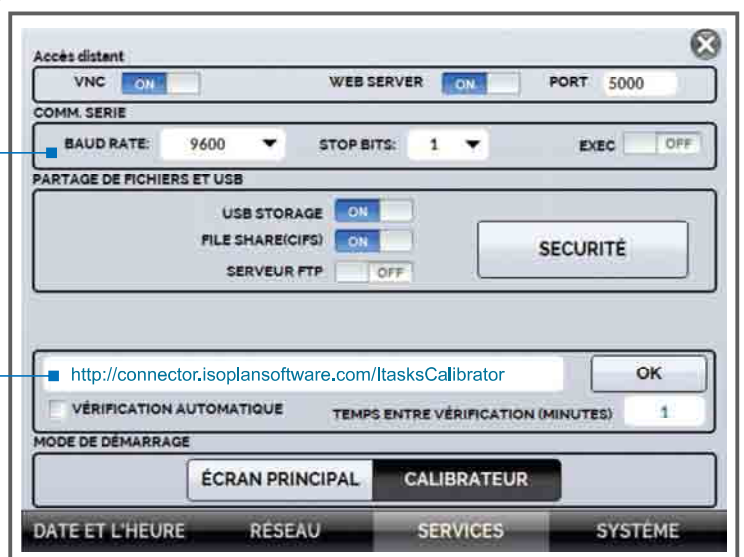 Accès distant
VNC ON WEB SERVER ON PORT 5000
COMM. SERIE
BAUD RATE: 9600 STOP BITS: 1 EXEC OFF
PARTAGE DE FICHIERS ET USB
USB STORAGE ON
FILE SHARE(CIFS) ON
SERVEUR FTP OFF
SECURITÉ
http://connector.isoplansoftware.com/ItasksCalibrator OK
VÉRIFICATION AUTOMATIQUE TEMPS ENTRE VÉRIFICATION (MINUTES) 1
MODE DE DÉMARRAGE
ÉCRAN PRINCIPAL CALIBRATEUR
DATE ET L'HEURE RÉSEAU SERVICES SYSTÈME